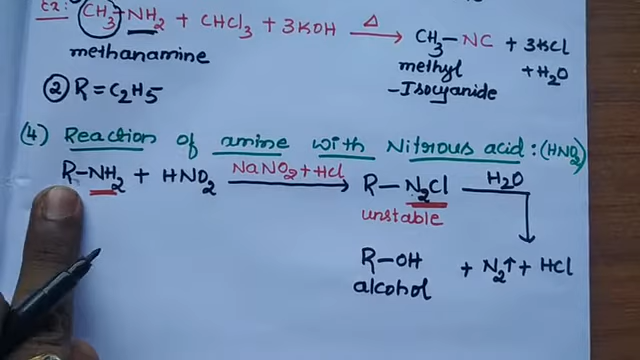 Ex: CH3-NH2 + CHCl3 + 3KOH △→ CH3-NC + 3KCl + H2O
methanamine methyl -Isocyanide
② R = C2H5
(4) Reaction of amine with Nitrous acid: (HNO2)
R-NH2 + HNO2 NaNO2+HCl→ R-N2Cl H2O
unstable
R-OH + N2↑ + HCl
alcohol